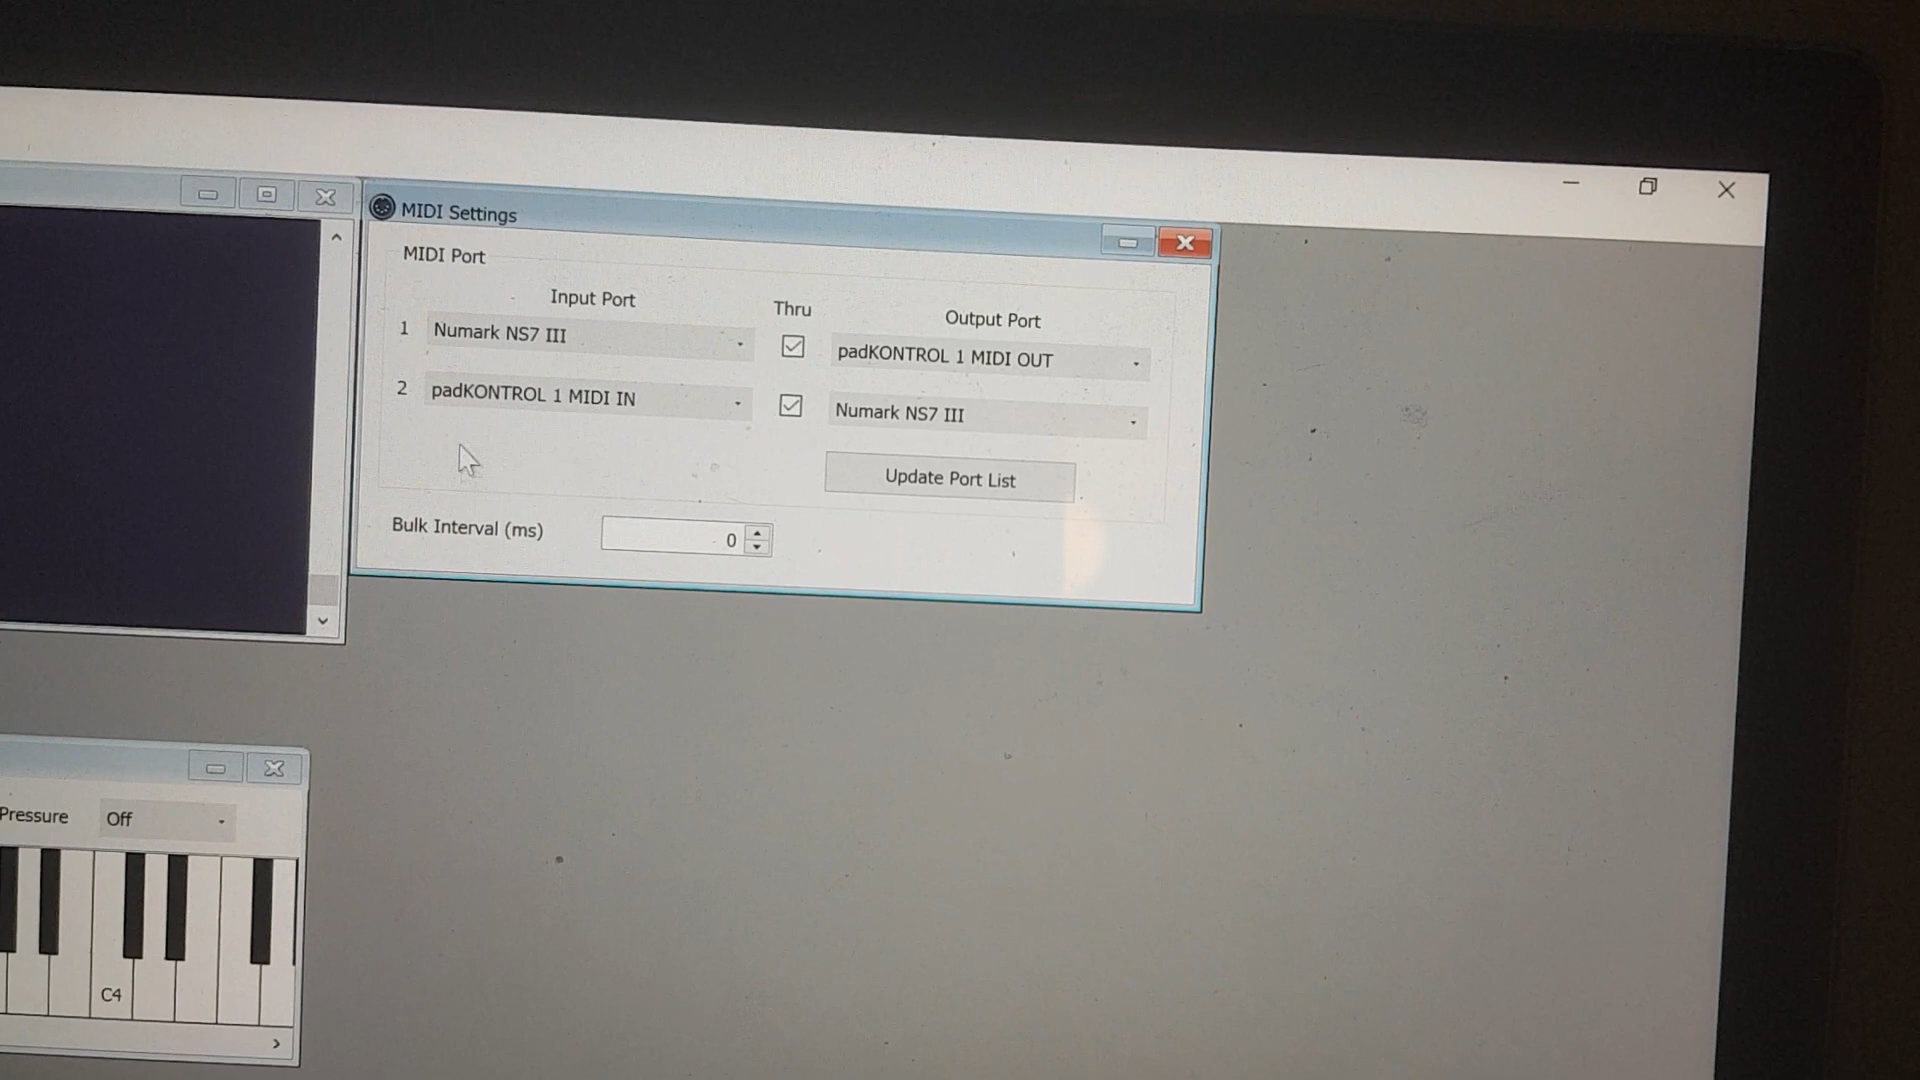 MIDI Settings
MIDI Port
Input Port
Thru
Output Port
1
Numark NS7 III
padKONTROL 1 MIDI OUT
2
padKONTROL 1 MIDI IN
Numark NS7 III
Update Port List
Bulk Interval (ms)
0
Pressure
Off
C4